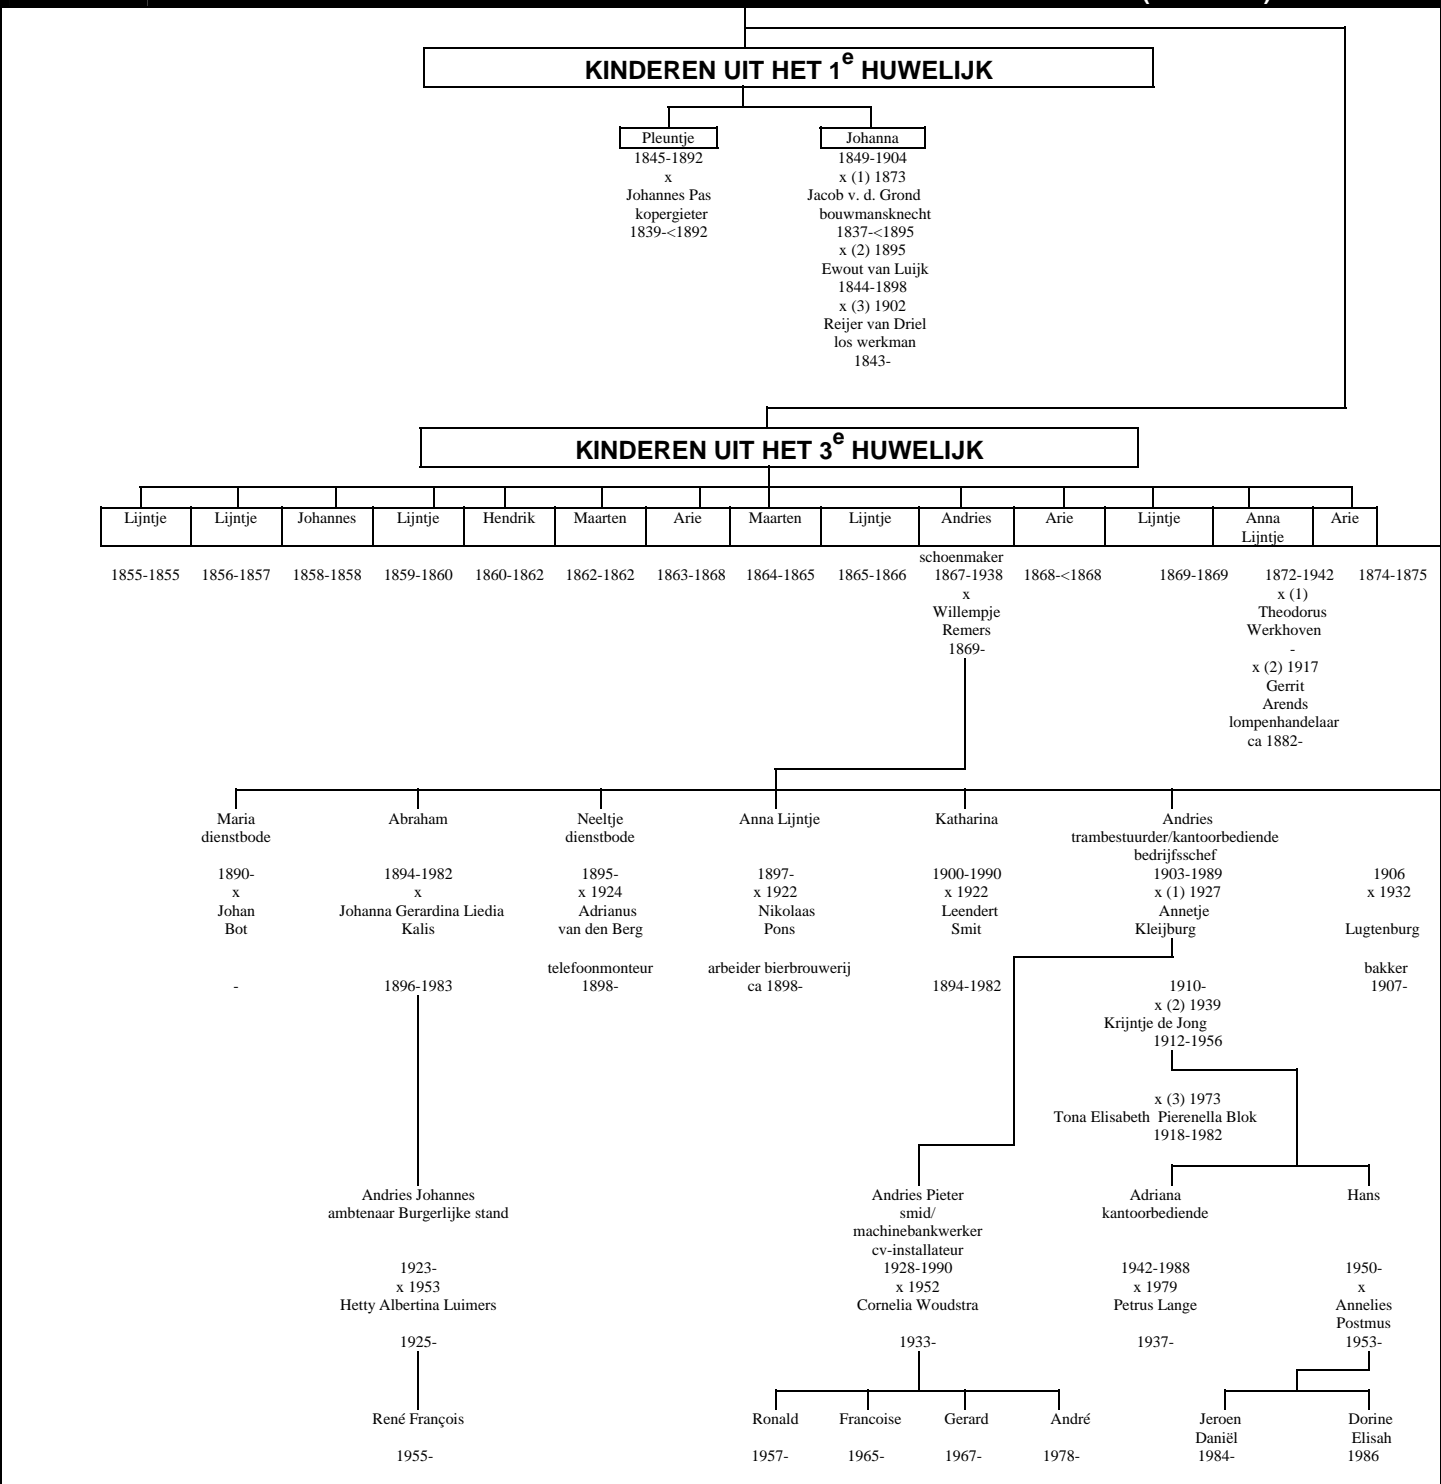 KINDEREN UIT HET 1e HUWELIJK
Pleuntje
1845-1892
x
Johannes Pas
kopergieter
1839-<1892
Johanna
1849-1904
x (1) 1873
Jacob v. d. Grond
bouwmansknecht
1837-<1895
x (2) 1895
Ewout van Luijk
1844-1898
x (3) 1902
Reijer van Driel
los werkman
1843-
KINDEREN UIT HET 3e HUWELIJK
Lijntje
1855-1855
Lijntje
1856-1857
Johannes
1858-1858
Lijntje
1859-1860
Hendrik
1860-1862
Maarten
1862-1862
Arie
1863-1868
Maarten
1864-1865
Lijntje
1865-1866
Andries
schoenmaker
1867-1938
x
Willempje
Remers
1869-
Arie
1868-<1868
Lijntje
1869-1869
Anna
Lijntje
1872-1942
x (1)
Theodorus
Werkhoven
-
x (2) 1917
Gerrit
Arends
lompenhandelaar
ca 1882-
Arie
1874-1875
Maria
dienstbode
1890-
x
Johan
Bot
-
Abraham
1894-1982
x
Johanna Gerardina Liedia
Kalis
1896-1983
Neeltje
dienstbode
1895-
x 1924
Adrianus
van den Berg
telefoonmonteur
1898-
Anna Lijntje
1897-
x 1922
Nikolaas
Pons
arbeider bierbrouwerij
ca 1898-
Katharina
1900-1990
x 1922
Leendert
Smit
1894-1982
Andries
trambestuurder/kantoorbediende
bedrijfsschef
1903-1989
x (1) 1927
Annetje
Kleijburg
1910-
x (2) 1939
Krijntje de Jong
1912-1956
x (3) 1973
Tona Elisabeth Pierenella Blok
1918-1982
1906
x 1932
Lugtenburg
bakker
1907-
Andries Johannes
ambtenaar Burgerlijke stand
1923-
x 1953
Hetty Albertina Luimers
1925-
Andries Pieter
smid/
machinebankwerker
cv-installateur
1928-1990
x 1952
Cornelia Woudstra
1933-
Adriana
kantoorbediende
1942-1988
x 1979
Petrus Lange
1937-
Hans
1950-
x
Annelies
Postmus
1953-
René François
1955-
Ronald
1957-
Francoise
1965-
Gerard
1967-
André
1978-
Jeroen
Daniël
1984-
Dorine
Elisah
1986